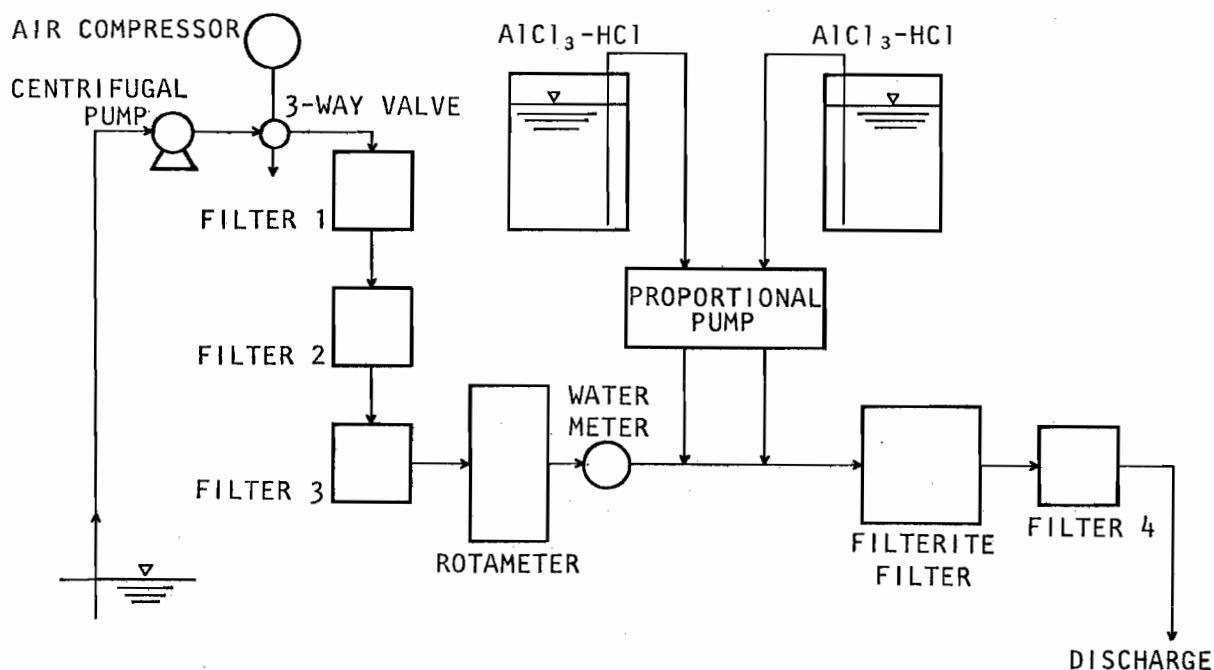 AIR COMPRESSOR
CENTRIFUGAL
PUMP
3-WAY VALVE
AlCl₃-HCl
AlCl₃-HCl
FILTER 1
FILTER 2
FILTER 3
PROPORTIONAL
PUMP
WATER
METER
ROTAMETER
FILTERITE
FILTER
FILTER 4
DISCHARGE